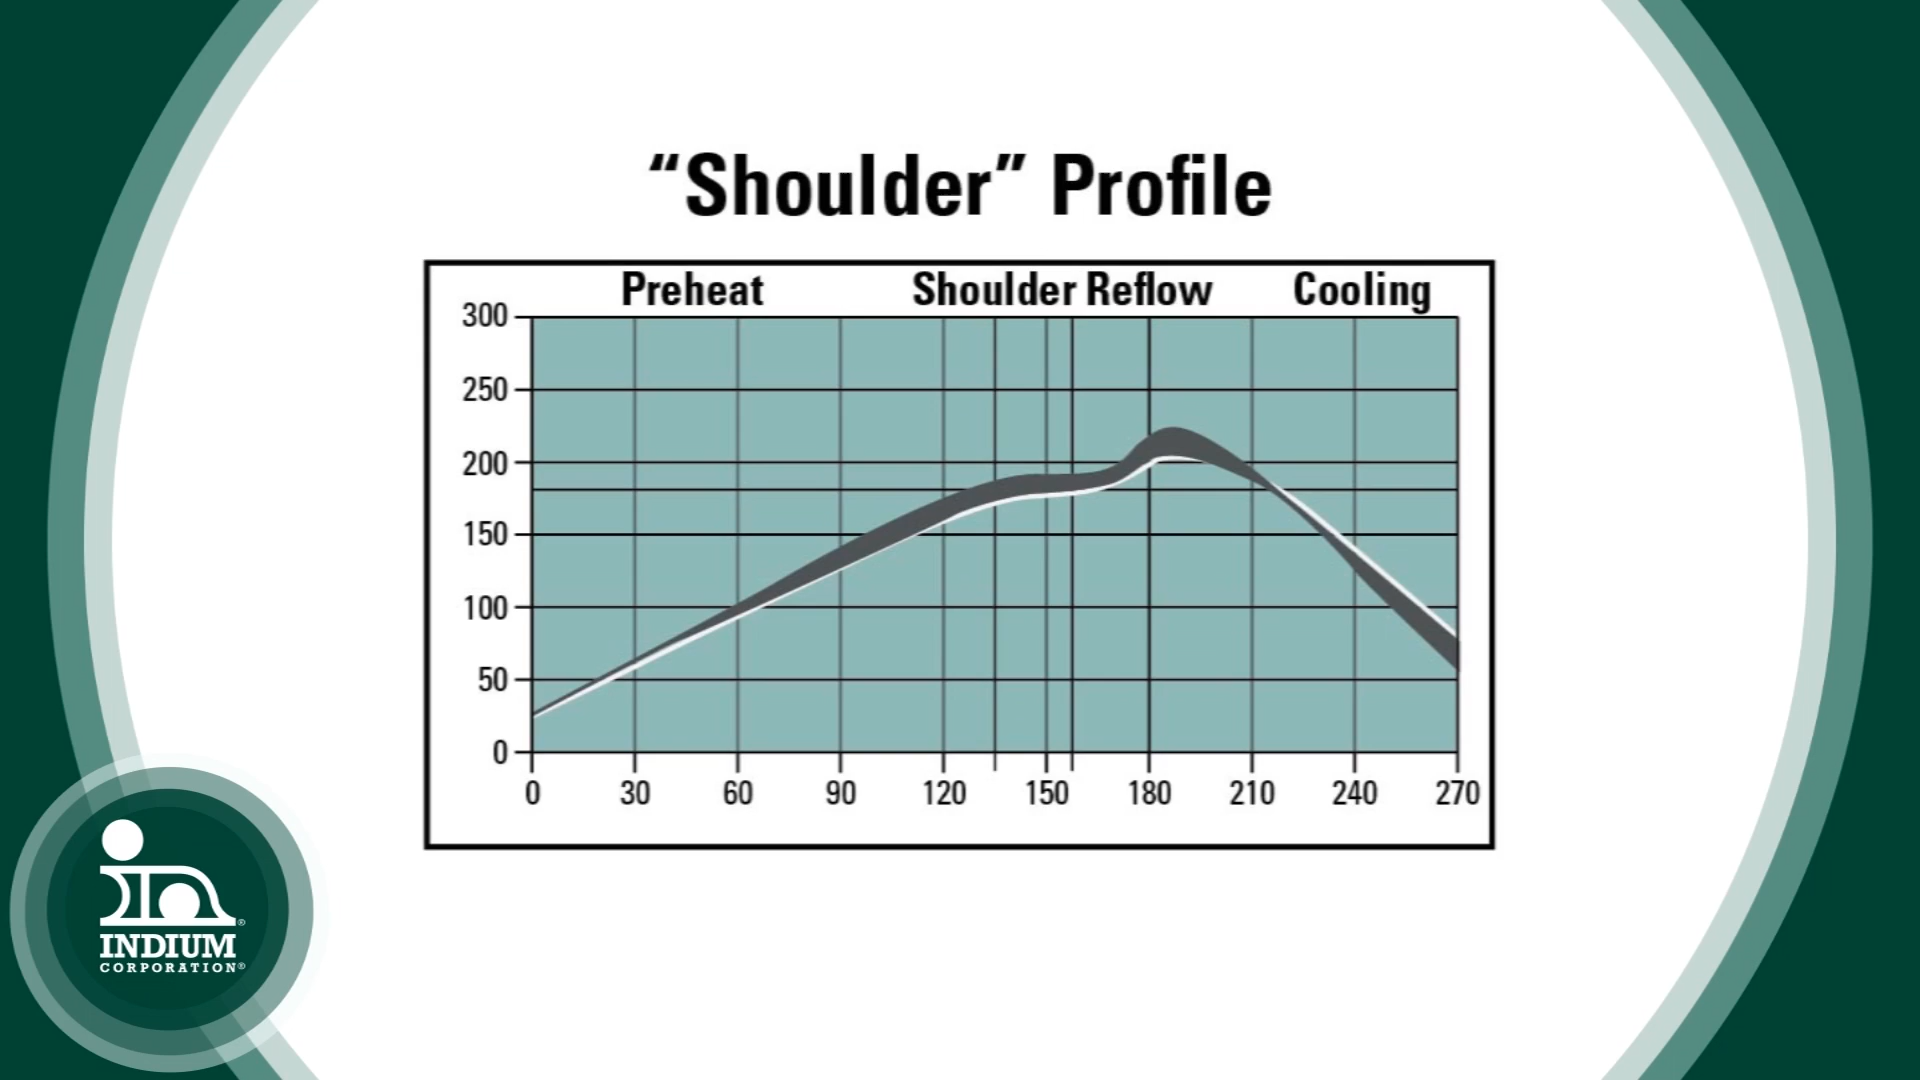 “Shoulder” Profile
Preheat Shoulder Reflow Cooling
300
250
200
150
100
50
0
0 30 60 90 120 150 180 210 240 270
INDIUM
CORPORATION®